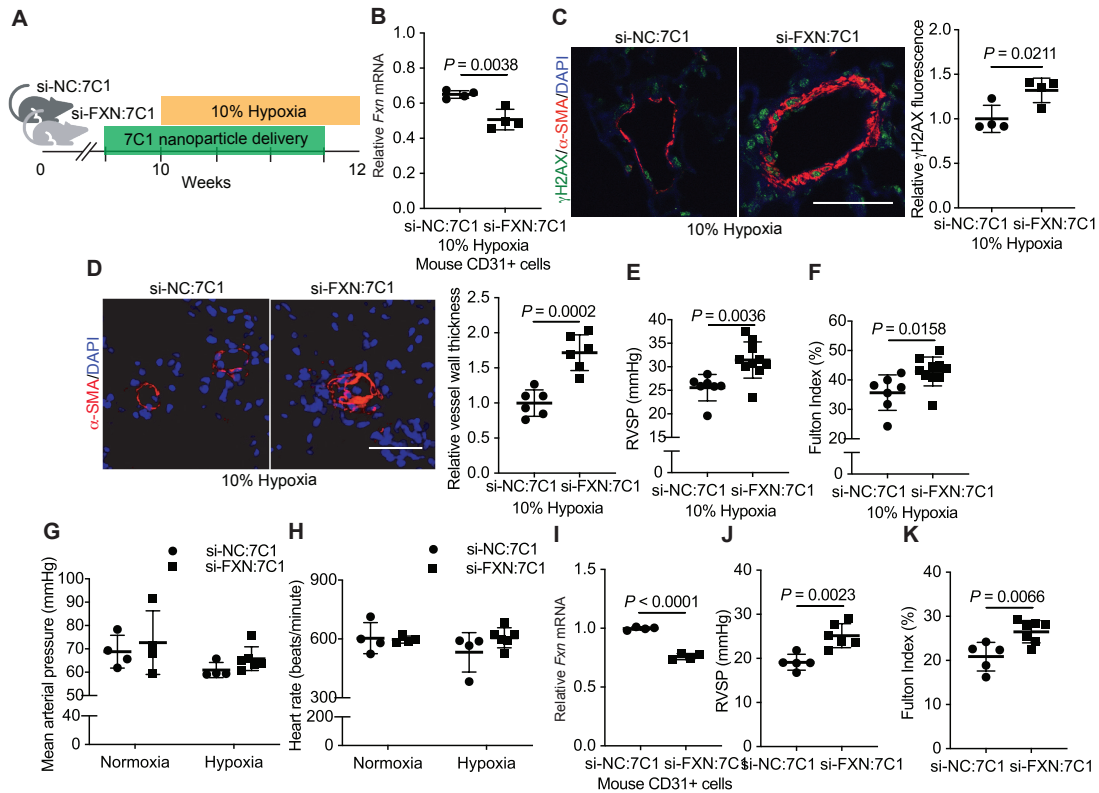 A
si-NC:7C1
si-FXN:7C1
10% Hypoxia
7C1 nanoparticle delivery
0
10
12
Weeks
B
Relative Fxn mRNA
1.0
0.8
0.6
0.4
0.2
0.0
P = 0.0038
si-NC:7C1 si-FXN:7C1
10% Hypoxia
Mouse CD31+ cells
C
si-NC:7C1
si-FXN:7C1
γH2AX/α-SMA/DAPI
10% Hypoxia
Relative γH2AX fluorescence
2.0
1.5
1.0
0.5
0.0
P = 0.0211
si-NC:7C1 si-FXN:7C1
10% Hypoxia
D
si-NC:7C1
si-FXN:7C1
α-SMA/DAPI
10% Hypoxia
Relative vessel wall thickness
2.5
2.0
1.5
1.0
0.5
0.0
P = 0.0002
si-NC:7C1 si-FXN:7C1
10% Hypoxia
E
RVSP (mmHg)
40
35
30
25
20
15
0
P = 0.0036
si-NC:7C1 si-FXN:7C1
10% Hypoxia
F
Fulton Index (%)
60
50
40
30
20
0
P = 0.0158
si-NC:7C1 si-FXN:7C1
10% Hypoxia
G
si-NC:7C1
si-FXN:7C1
Mean arterial pressure (mmHg)
100
90
80
70
60
40
0
Normoxia
Hypoxia
H
si-NC:7C1
si-FXN:7C1
Heart rate (beats/minute)
900
600
300
200
0
Normoxia
Hypoxia
I
Relative Fxn mRNA
1.5
1.0
0.5
0.0
P < 0.0001
si-NC:7C1 si-FXN:7C1
Mouse CD31+ cells
J
RVSP (mmHg)
40
30
20
10
0
P = 0.0023
si-NC:7C1 si-FXN:7C1
K
Fulton Index (%)
40
30
20
10
0
P = 0.0066
si-NC:7C1 si-FXN:7C1